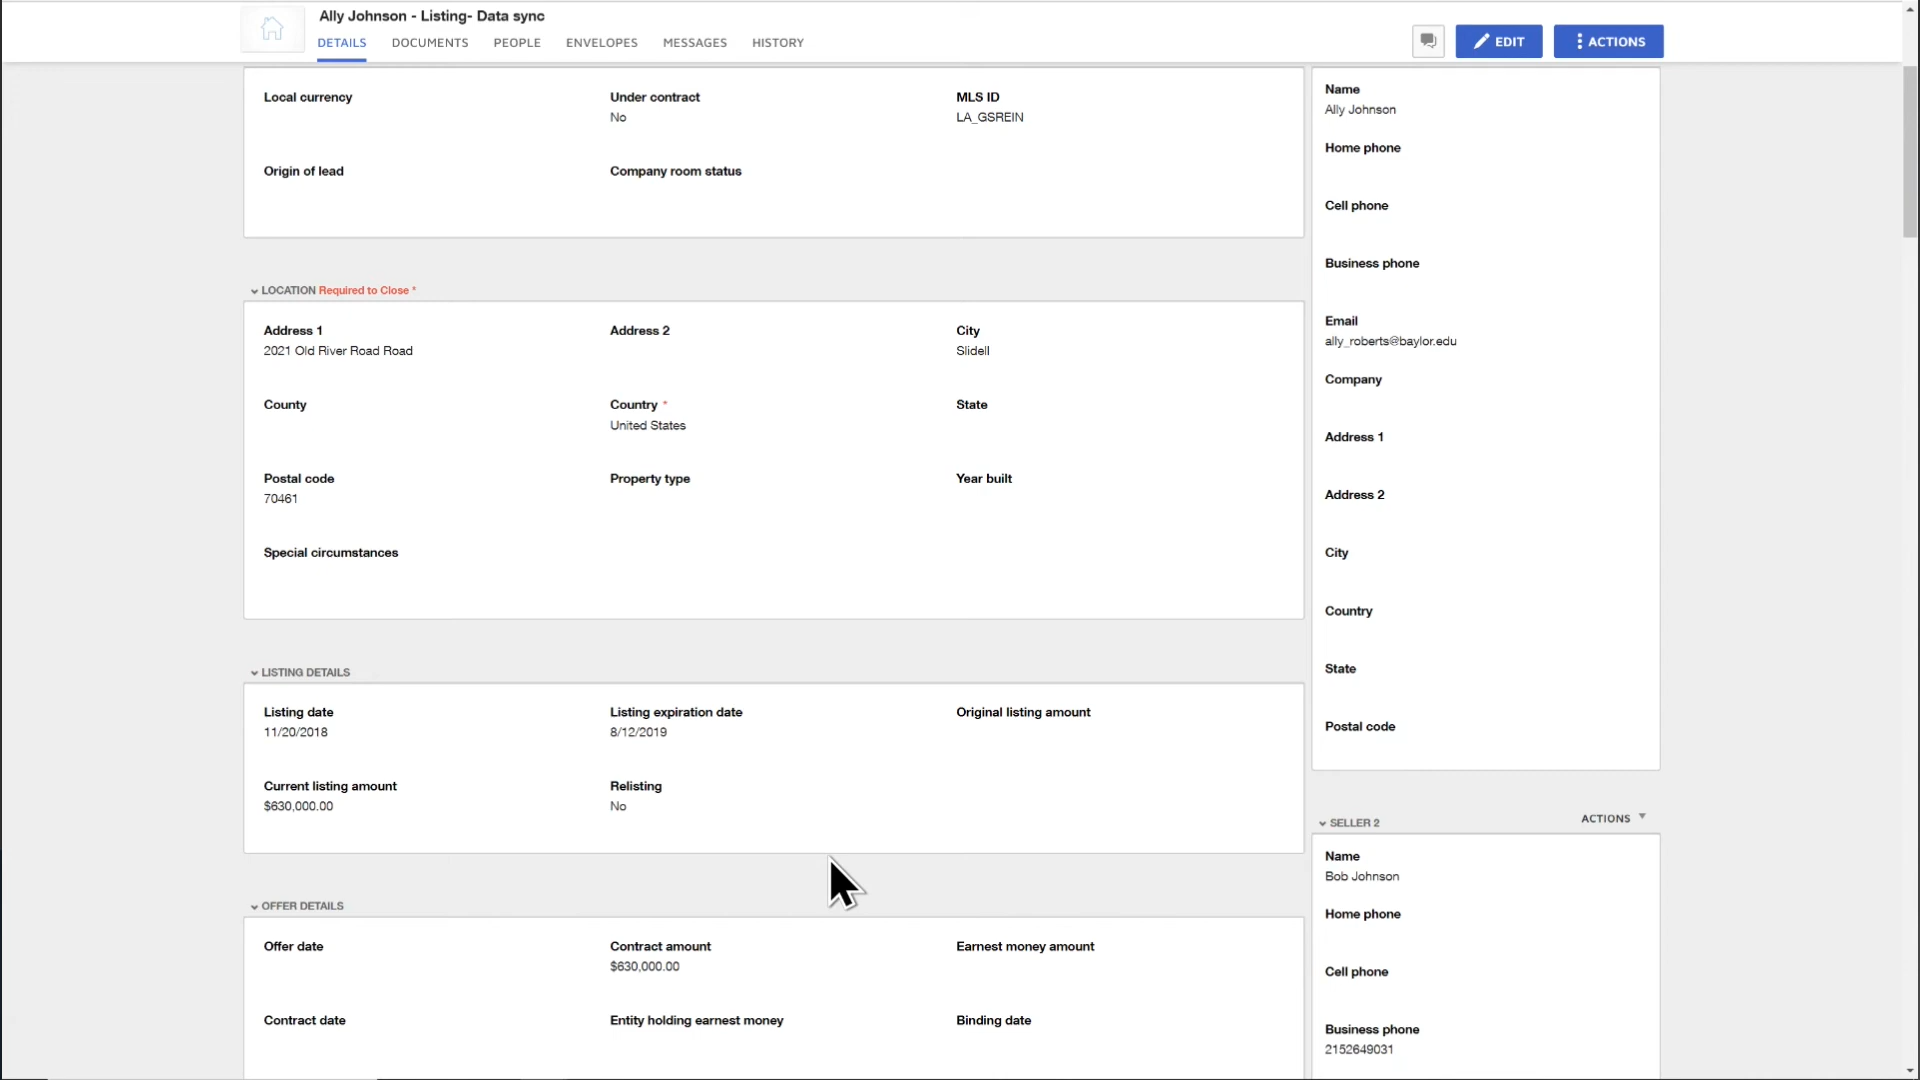 Ally Johnson - Listing- Data sync
DETAILS DOCUMENTS PEOPLE ENVELOPES MESSAGES HISTORY
EDIT
ACTIONS
Local currency
Under contract
No
MLS ID
LA_GSREIN
Origin of lead
Company room status
LOCATION Required to Close *
Address 1
2021 Old River Road Road
Address 2
City
Slidell
County
Country *
United States
State
Postal code
70461
Property type
Year built
Special circumstances
LISTING DETAILS
Listing date
11/20/2018
Listing expiration date
8/12/2019
Original listing amount
Current listing amount
$630,000.00
Relisting
No
OFFER DETAILS
Offer date
Contract amount
$630,000.00
Earnest money amount
Contract date
Entity holding earnest money
Binding date
Name
Ally Johnson
Home phone
Cell phone
Business phone
Email
ally_roberts@baylor.edu
Company
Address 1
Address 2
City
Country
State
Postal code
SELLER 2
ACTIONS
Name
Bob Johnson
Home phone
Cell phone
Business phone
2152649031